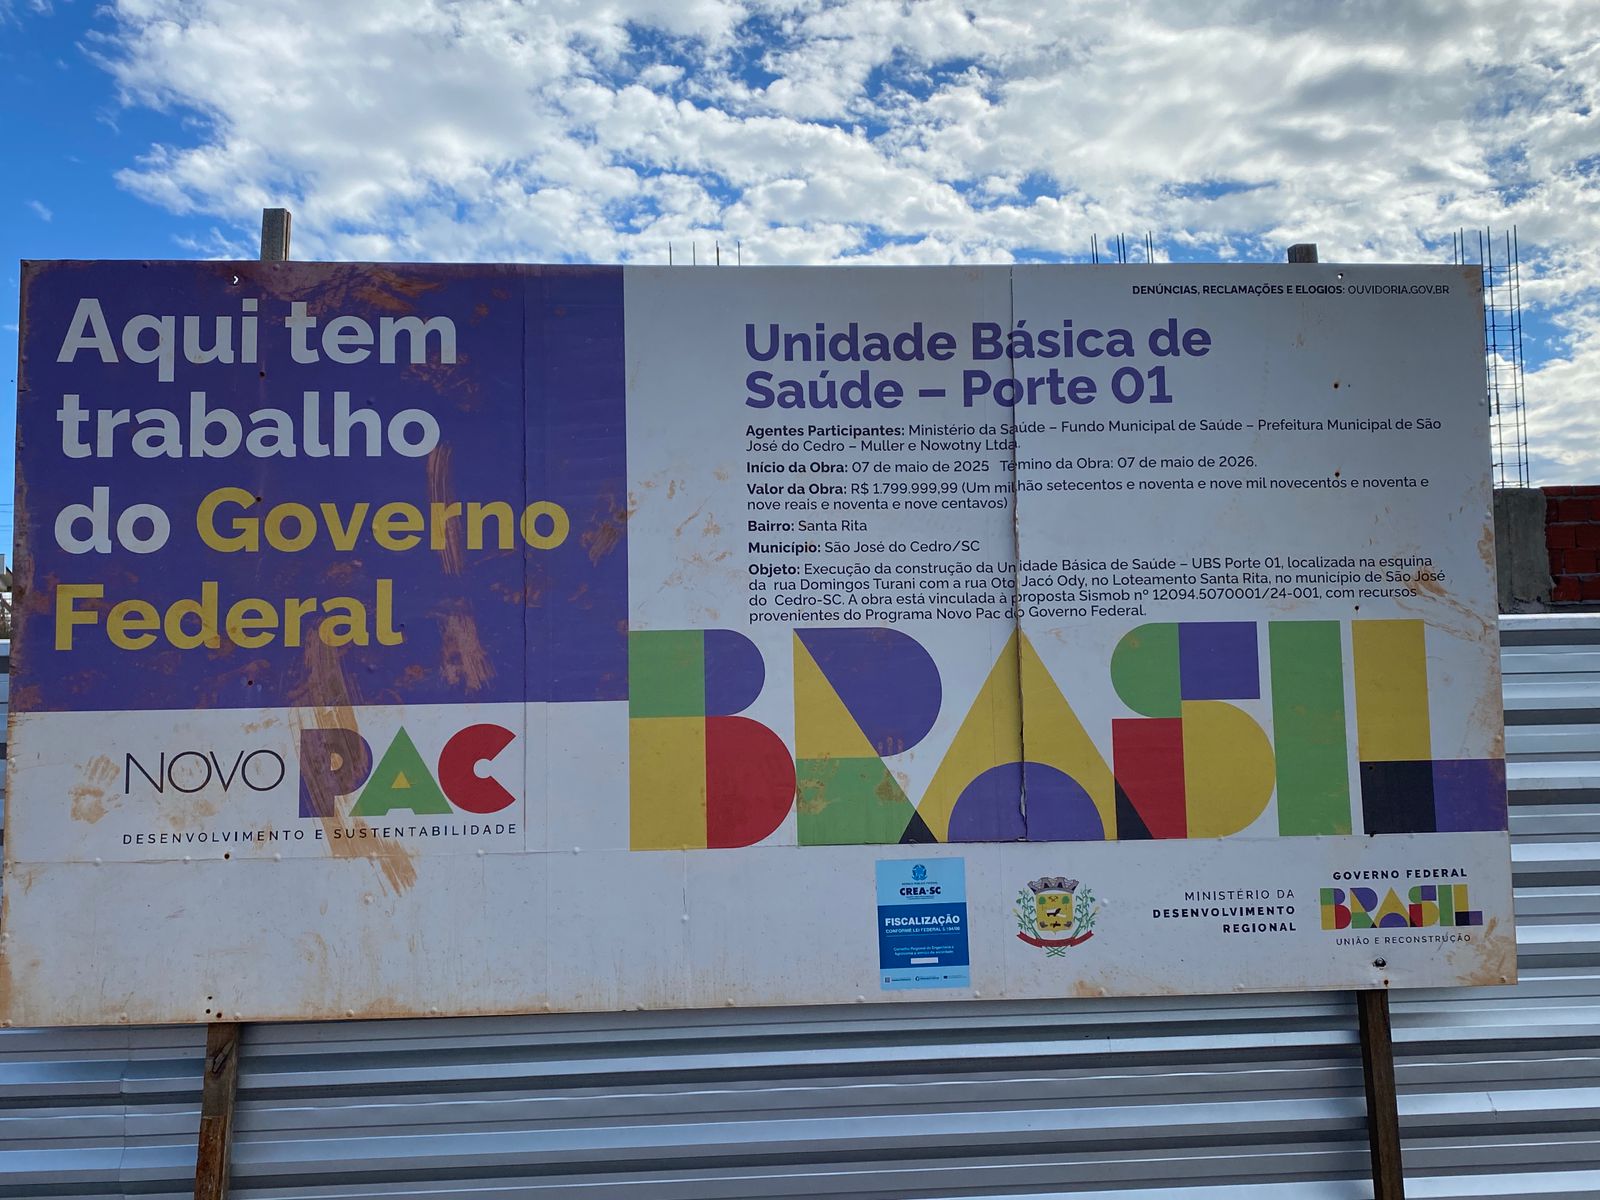 Aqui tem
trabalho
do Governo
Federal
NOVO PAC
DESENVOLVIMENTO E SUSTENTABILIDADE
DENÚNCIAS, RECLAMAÇÕES E ELOGIOS: OUVIDORIA.GOV.BR
Unidade Básica de
Saúde – Porte 01
Agentes Participantes: Ministério da Saúde – Fundo Municipal de Saúde – Prefeitura Municipal de São
José do Cedro – Muller e Nowotny Ltda.
Início da Obra: 07 de maio de 2025 Témino da Obra: 07 de maio de 2026.
Valor da Obra: R$ 1.799.999,99 (Um milhão setecentos e noventa e nove mil novecentos e noventa e
nove reais e noventa e nove centavos)
Bairro: Santa Rita
Município: São José do Cedro/SC
Objeto: Execução da construção da Unidade Básica de Saúde – UBS Porte 01, localizada na esquina
da rua Domingos Turani com a rua Oto Jacó Ody, no Loteamento Santa Rita, no município de São José
do Cedro-SC. A obra está vinculada à proposta Sismob nº 12094.5070001/24-001, com recursos
provenientes do Programa Novo Pac do Governo Federal.
BRASIL
CREA-SC
FISCALIZAÇÃO
CONFORME LEI FEDERAL 5.194/66
MINISTÉRIO DA
DESENVOLVIMENTO
REGIONAL
GOVERNO FEDERAL
BRASIL
UNIÃO E RECONSTRUÇÃO